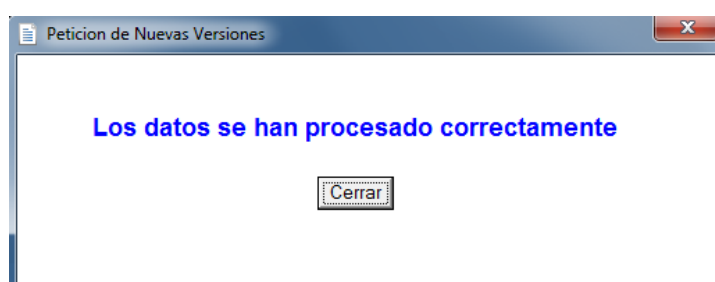 Peticion de Nuevas Versiones
Los datos se han procesado correctamente
Cerrar